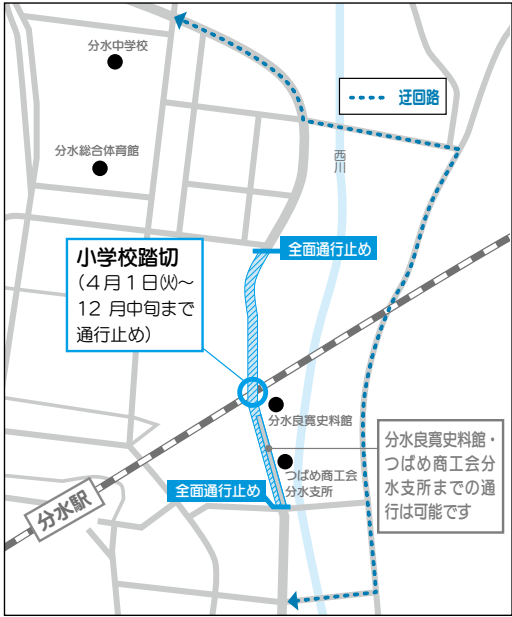 分水中学校
迂回路
分水総合体育館
西川
小学校踏切
(4月1日㈫～
12月中旬まで
通行止め)
全面通行止め
分水良寛史料館
つばめ商工会
分水支所
分水良寛史料館・
つばめ商工会分
水支所までの通
行は可能です
全面通行止め
分水駅